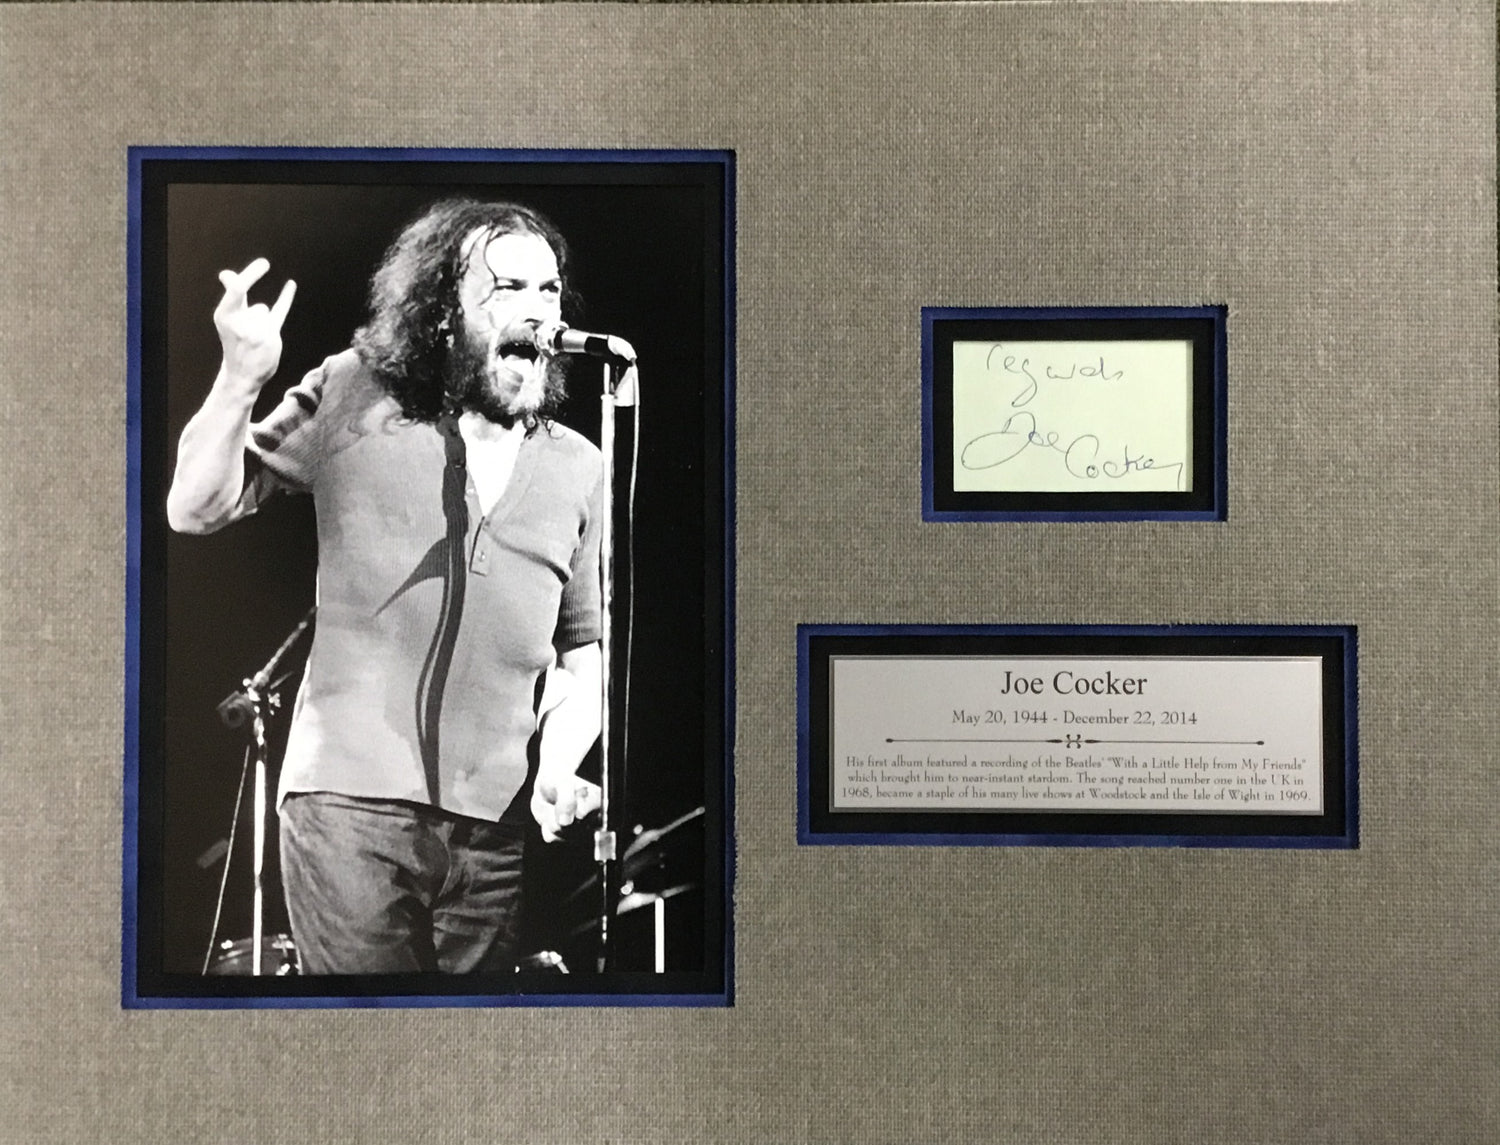 regards
Joe Cocker
Joe Cocker
May 20, 1944 - December 22, 2014
His first album featured a recording of the Beatles' "With a Little Help from My Friends"
which brought him to near-instant stardom. The song reached number one in the UK in
1968, became a staple of his many live shows at Woodstock and the Isle of Wight in 1969.